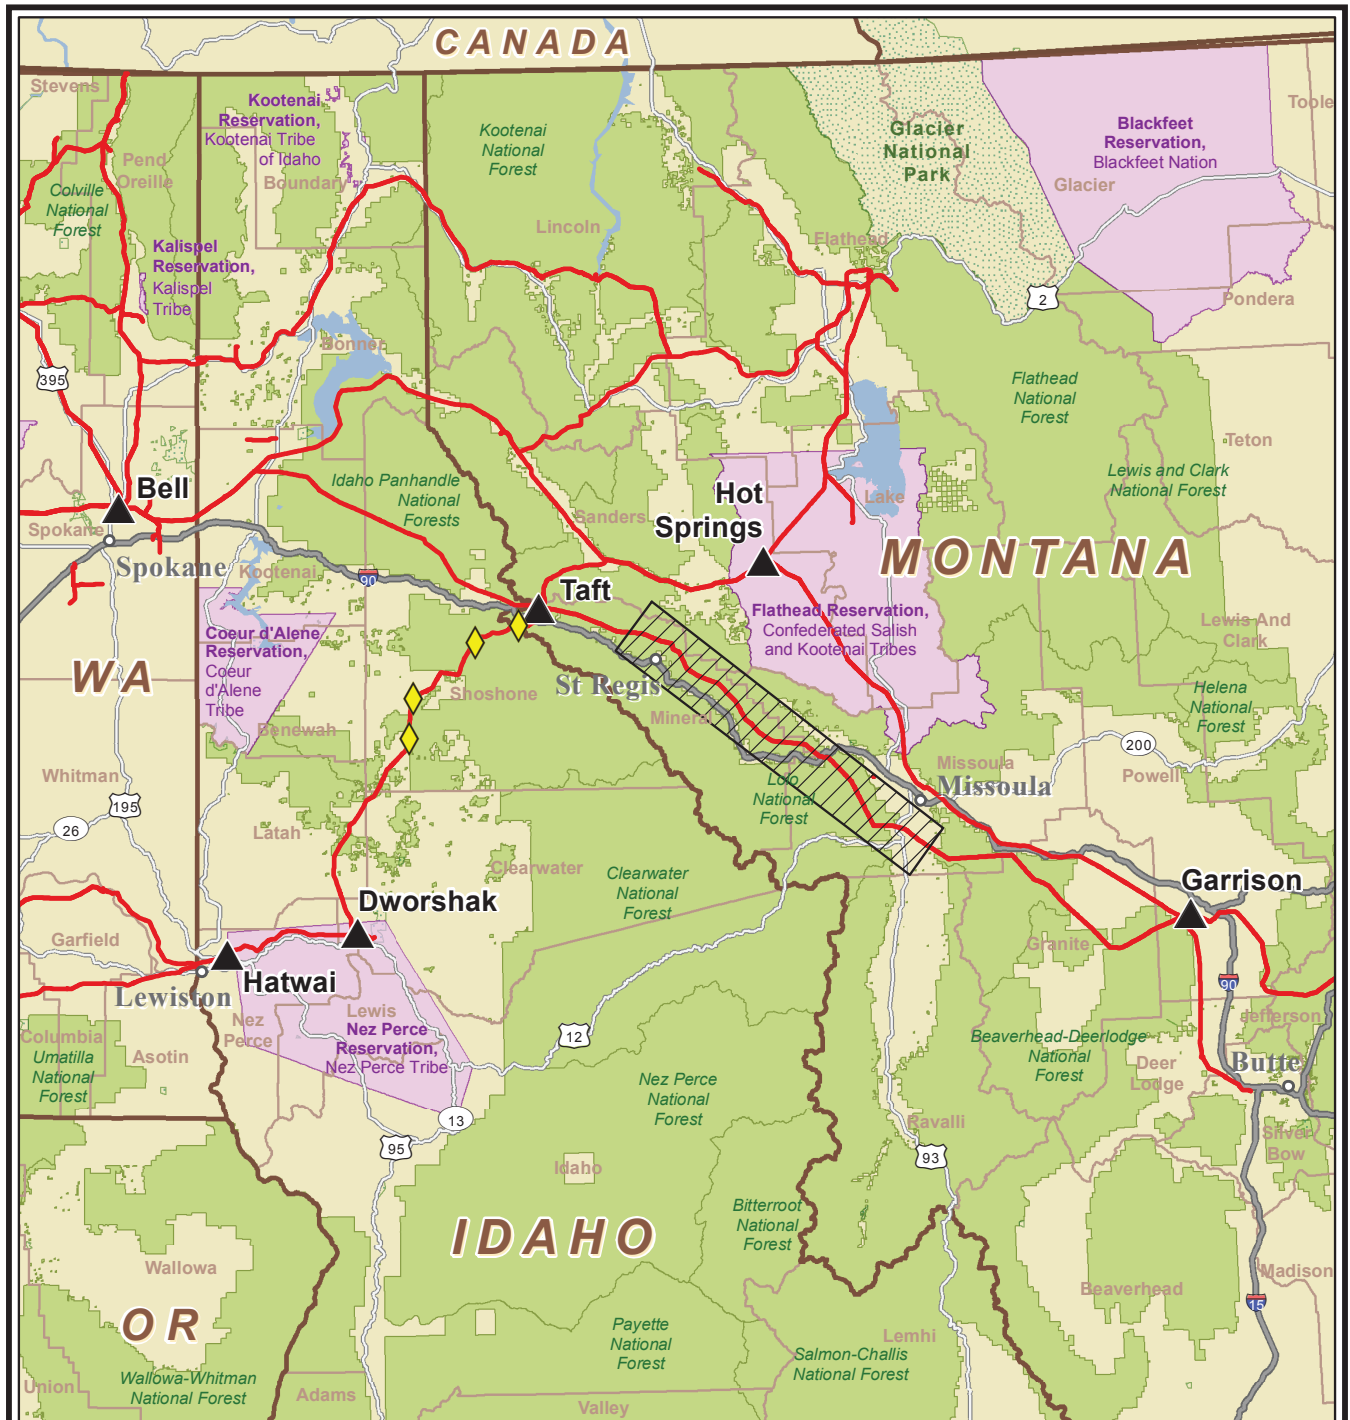 CANADA
Stevens
Kootenai
Reservation,
Kootenai Tribe
of Idaho
Boundary
Kootenai
National
Forest
Glacier
National
Park
Blackfeet
Reservation,
Blackfeet Nation
Toole
Glacier
Pend
Oreille
Colville
National
Forest
Kalispel
Reservation,
Kalispel
Tribe
Lincoln
Flathead
2
Pondera
Bonner
395
Flathead
National
Forest
Teton
Lewis and Clark
National Forest
Bell
Idaho Panhandle
National
Forests
Hot
Springs
Lake
Sanders
Spokane
Spokane
MONTANA
Kootenai
90
Taft
Flathead Reservation,
Confederated Salish
and Kootenai Tribes
Lewis And
Clark
Coeur d'Alene
Reservation,
Coeur
d'Alene
Tribe
WA
St Regis
Shoshone
Mineral
Helena
National
Forest
Benewah
200
Whitman
Missoula
Powell
Missoula
Lolo
National
Forest
195
26
Latah
Clearwater
Clearwater
National
Forest
Garrison
Dworshak
Garfield
Granite
Hatwai
Lewiston
90
Lewis
Nez
Perce
Nez Perce
Reservation,
Nez Perce Tribe
Jefferson
Columbia
Umatilla
National
Forest
Asotin
12
Beaverhead-Deerlodge
National
Forest
Deer
Lodge
Butte
Nez Perce
National
Forest
13
95
Ravalli
93
Silver
Bow
Idaho
Bitterroot
National
Forest
IDAHO
Wallowa
Beaverhead
Madison
15
OR
Payette
National
Forest
Lemhi
Salmon-Challis
National Forest
Wallowa-Whitman
National Forest
Union
Adams
Valley